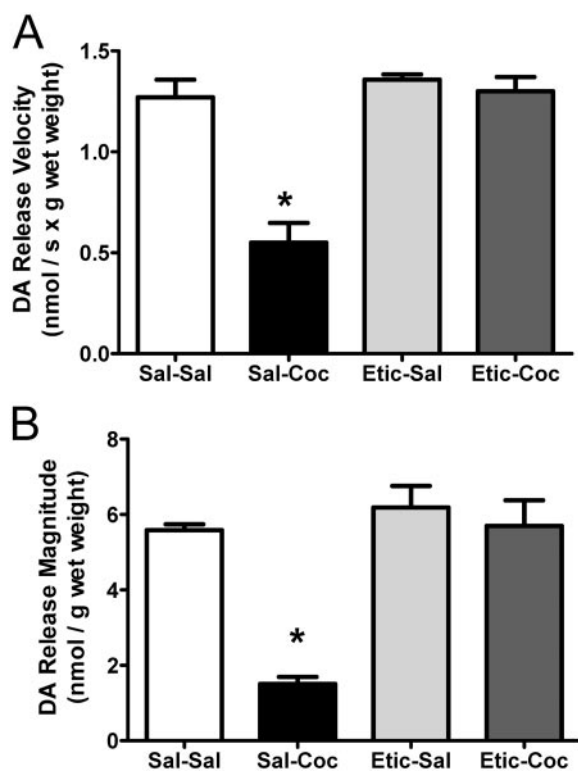 A
DA Release Velocity
(nmol / s x g wet weight)
1.5
1.0
0.5
0.0
*
Sal-Sal Sal-Coc Etic-Sal Etic-Coc
B
DA Release Magnitude
(nmol / g wet weight)
8
6
4
2
0
*
Sal-Sal Sal-Coc Etic-Sal Etic-Coc